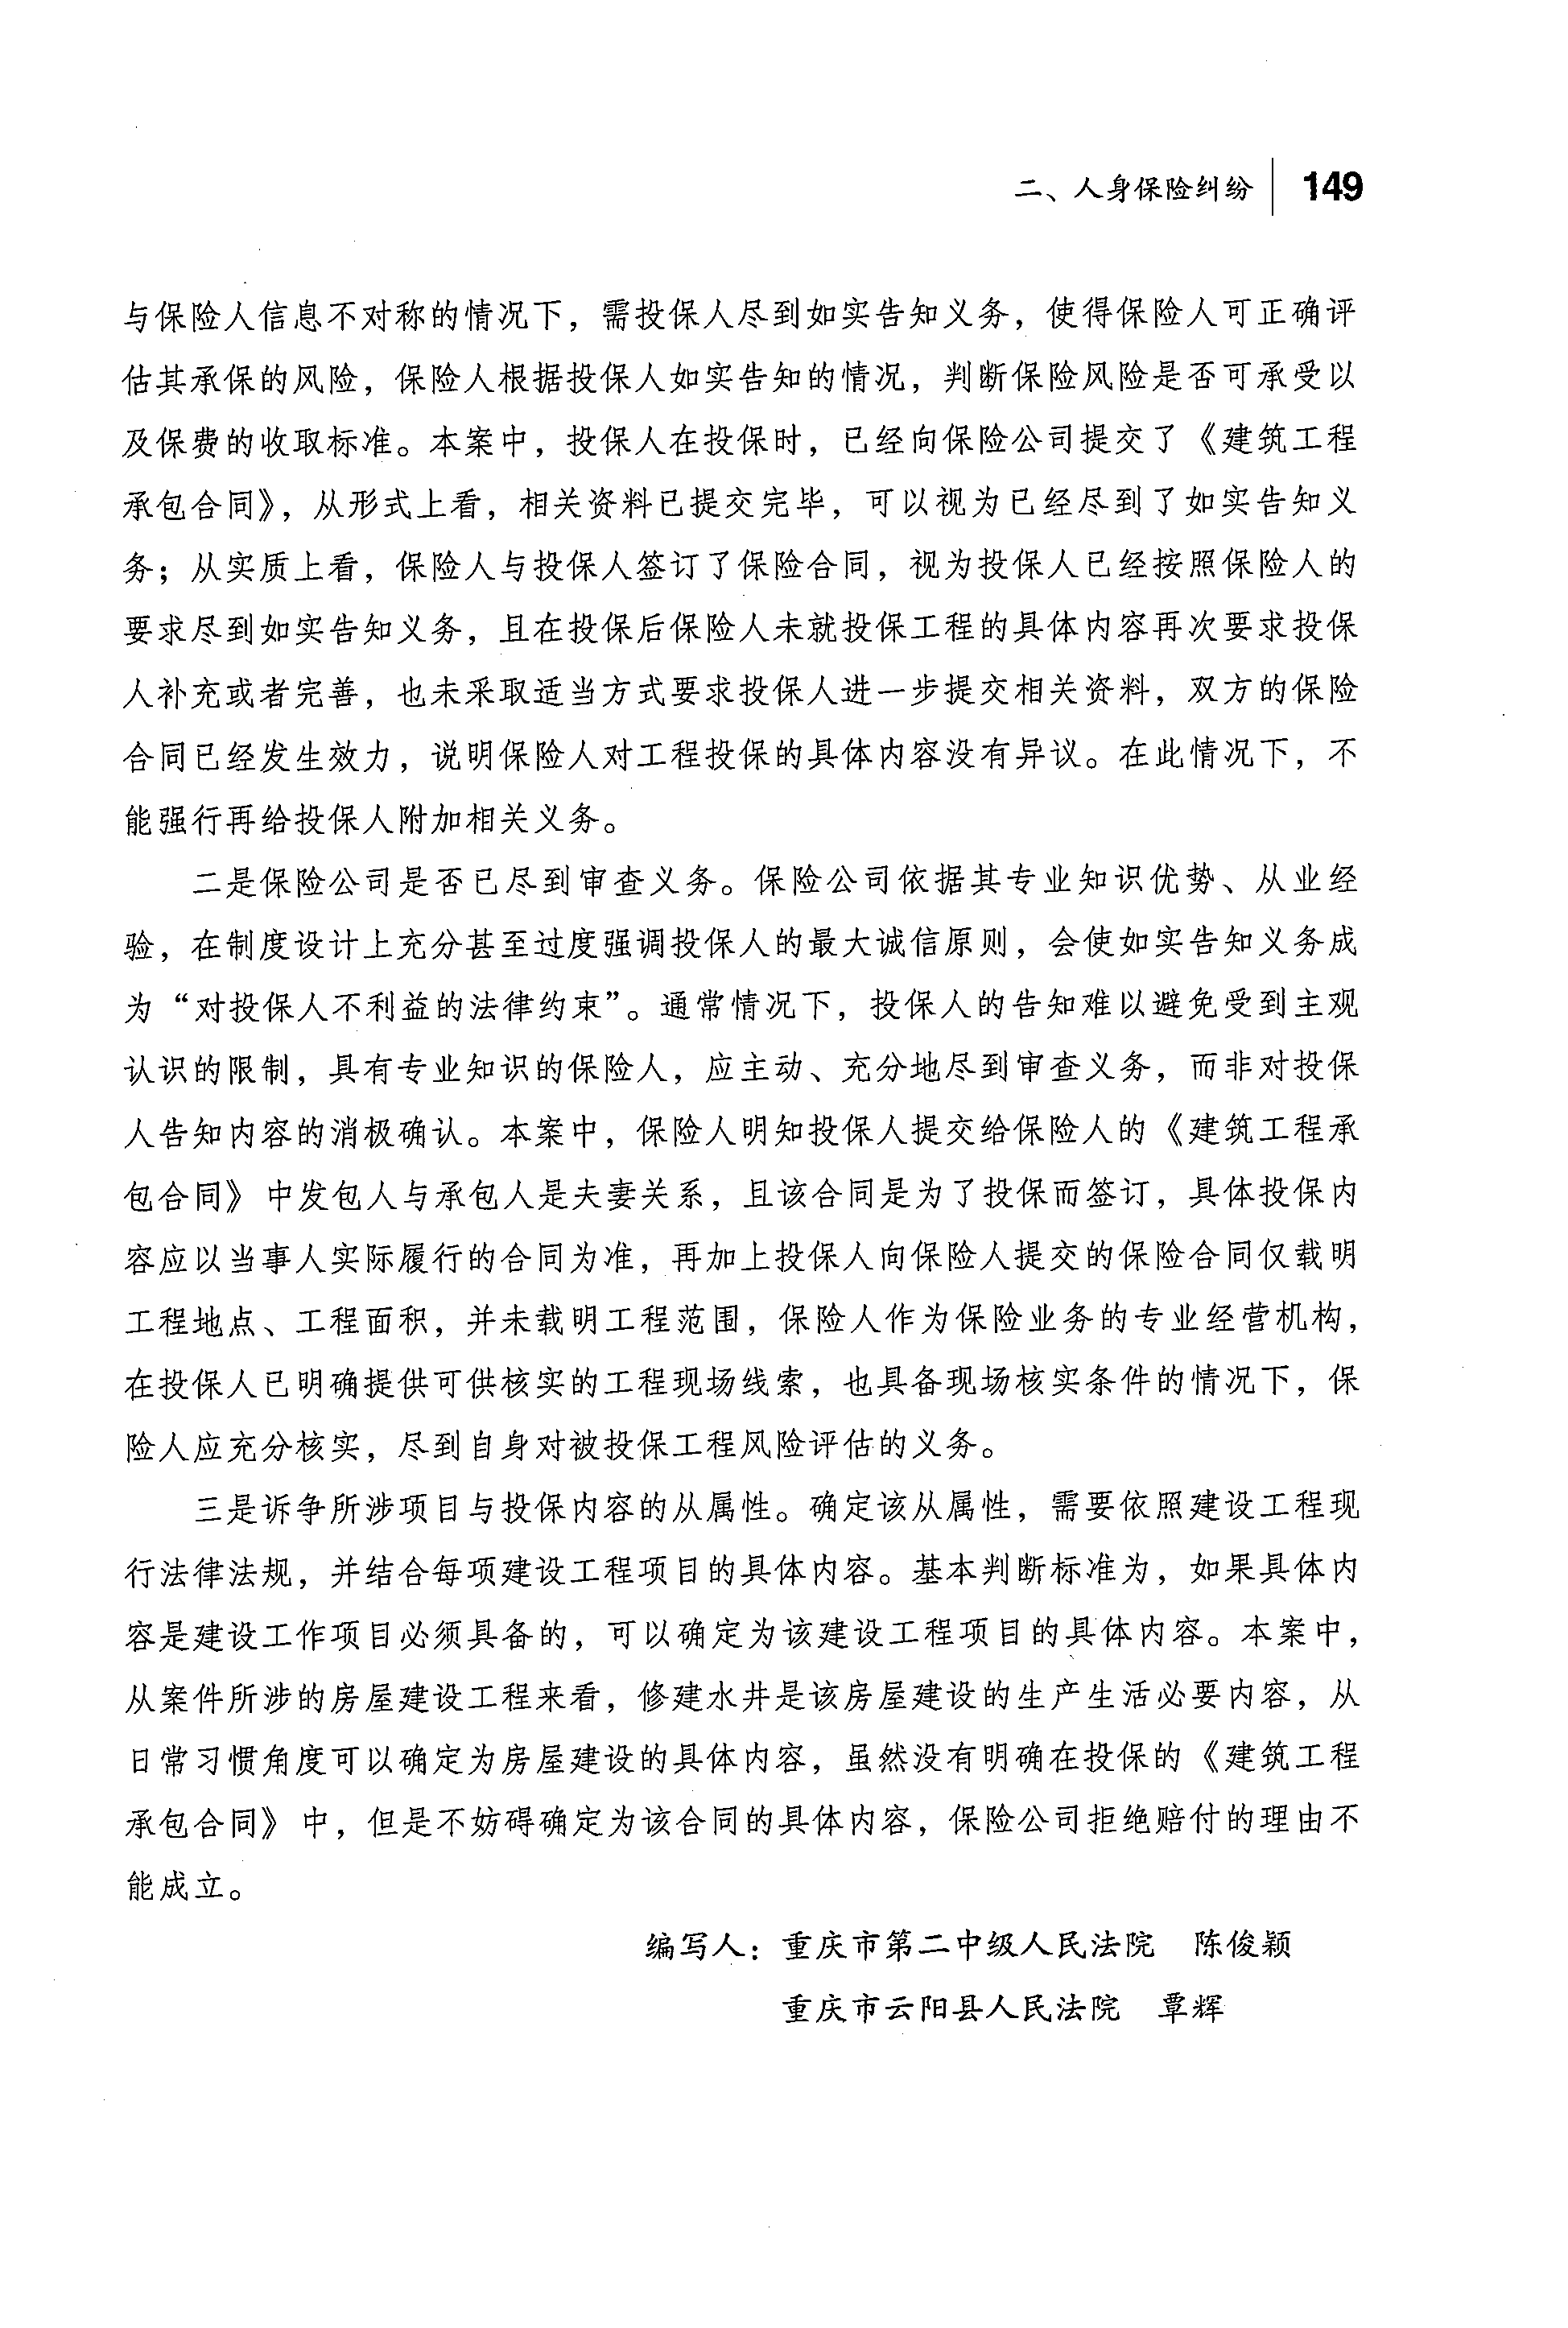 二、人身保险纠纷 149
与保险人信息不对称的情况下，需投保人尽到如实告知义务，使得保险人可正确评
估其承保的风险，保险人根据投保人如实告知的情况，判断保险风险是否可承受以
及保费的收取标准。本案中，投保人在投保时，已经向保险公司提交了《建筑工程
承包合同》，从形式上看，相关资料已提交完毕，可以视为已经尽到了如实告知义
务；从实质上看，保险人与投保人签订了保险合同，视为投保人已经按照保险人的
要求尽到如实告知义务，且在投保后保险人未就投保工程的具体内容再次要求投保
人补充或者完善，也未采取适当方式要求投保人进一步提交相关资料，双方的保险
合同已经发生效力，说明保险人对工程投保的具体内容没有异议。在此情况下，不
能强行再给投保人附加相关义务。
二是保险公司是否已尽到审查义务。保险公司依据其专业知识优势、从业经
验，在制度设计上充分甚至过度强调投保人的最大诚信原则，会使如实告知义务成
为“对投保人不利益的法律约束”。通常情况下，投保人的告知难以避免受到主观
认识的限制，具有专业知识的保险人，应主动、充分地尽到审查义务，而非对投保
人告知内容的消极确认。本案中，保险人明知投保人提交给保险人的《建筑工程承
包合同》中发包人与承包人是夫妻关系，且该合同是为了投保而签订，具体投保内
容应以当事人实际履行的合同为准，再加上投保人向保险人提交的保险合同仅载明
工程地点、工程面积，并未载明工程范围，保险人作为保险业务的专业经营机构，
在投保人已明确提供可供核实的工程现场线索，也具备现场核实条件的情况下，保
险人应充分核实，尽到自身对被投保工程风险评估的义务。
三是诉争所涉项目与投保内容的从属性。确定该从属性，需要依照建设工程现
行法律法规，并结合每项建设工程项目的具体内容。基本判断标准为，如果具体内
容是建设工作项目必须具备的，可以确定为该建设工程项目的具体内容。本案中，
从案件所涉的房屋建设工程来看，修建水井是该房屋建设的生产生活必要内容，从
日常习惯角度可以确定为房屋建设的具体内容，虽然没有明确在投保的《建筑工程
承包合同》中，但是不妨碍确定为该合同的具体内容，保险公司拒绝赔付的理由不
能成立。
编写人：重庆市第二中级人民法院 陈俊颖
重庆市云阳县人民法院 覃辉